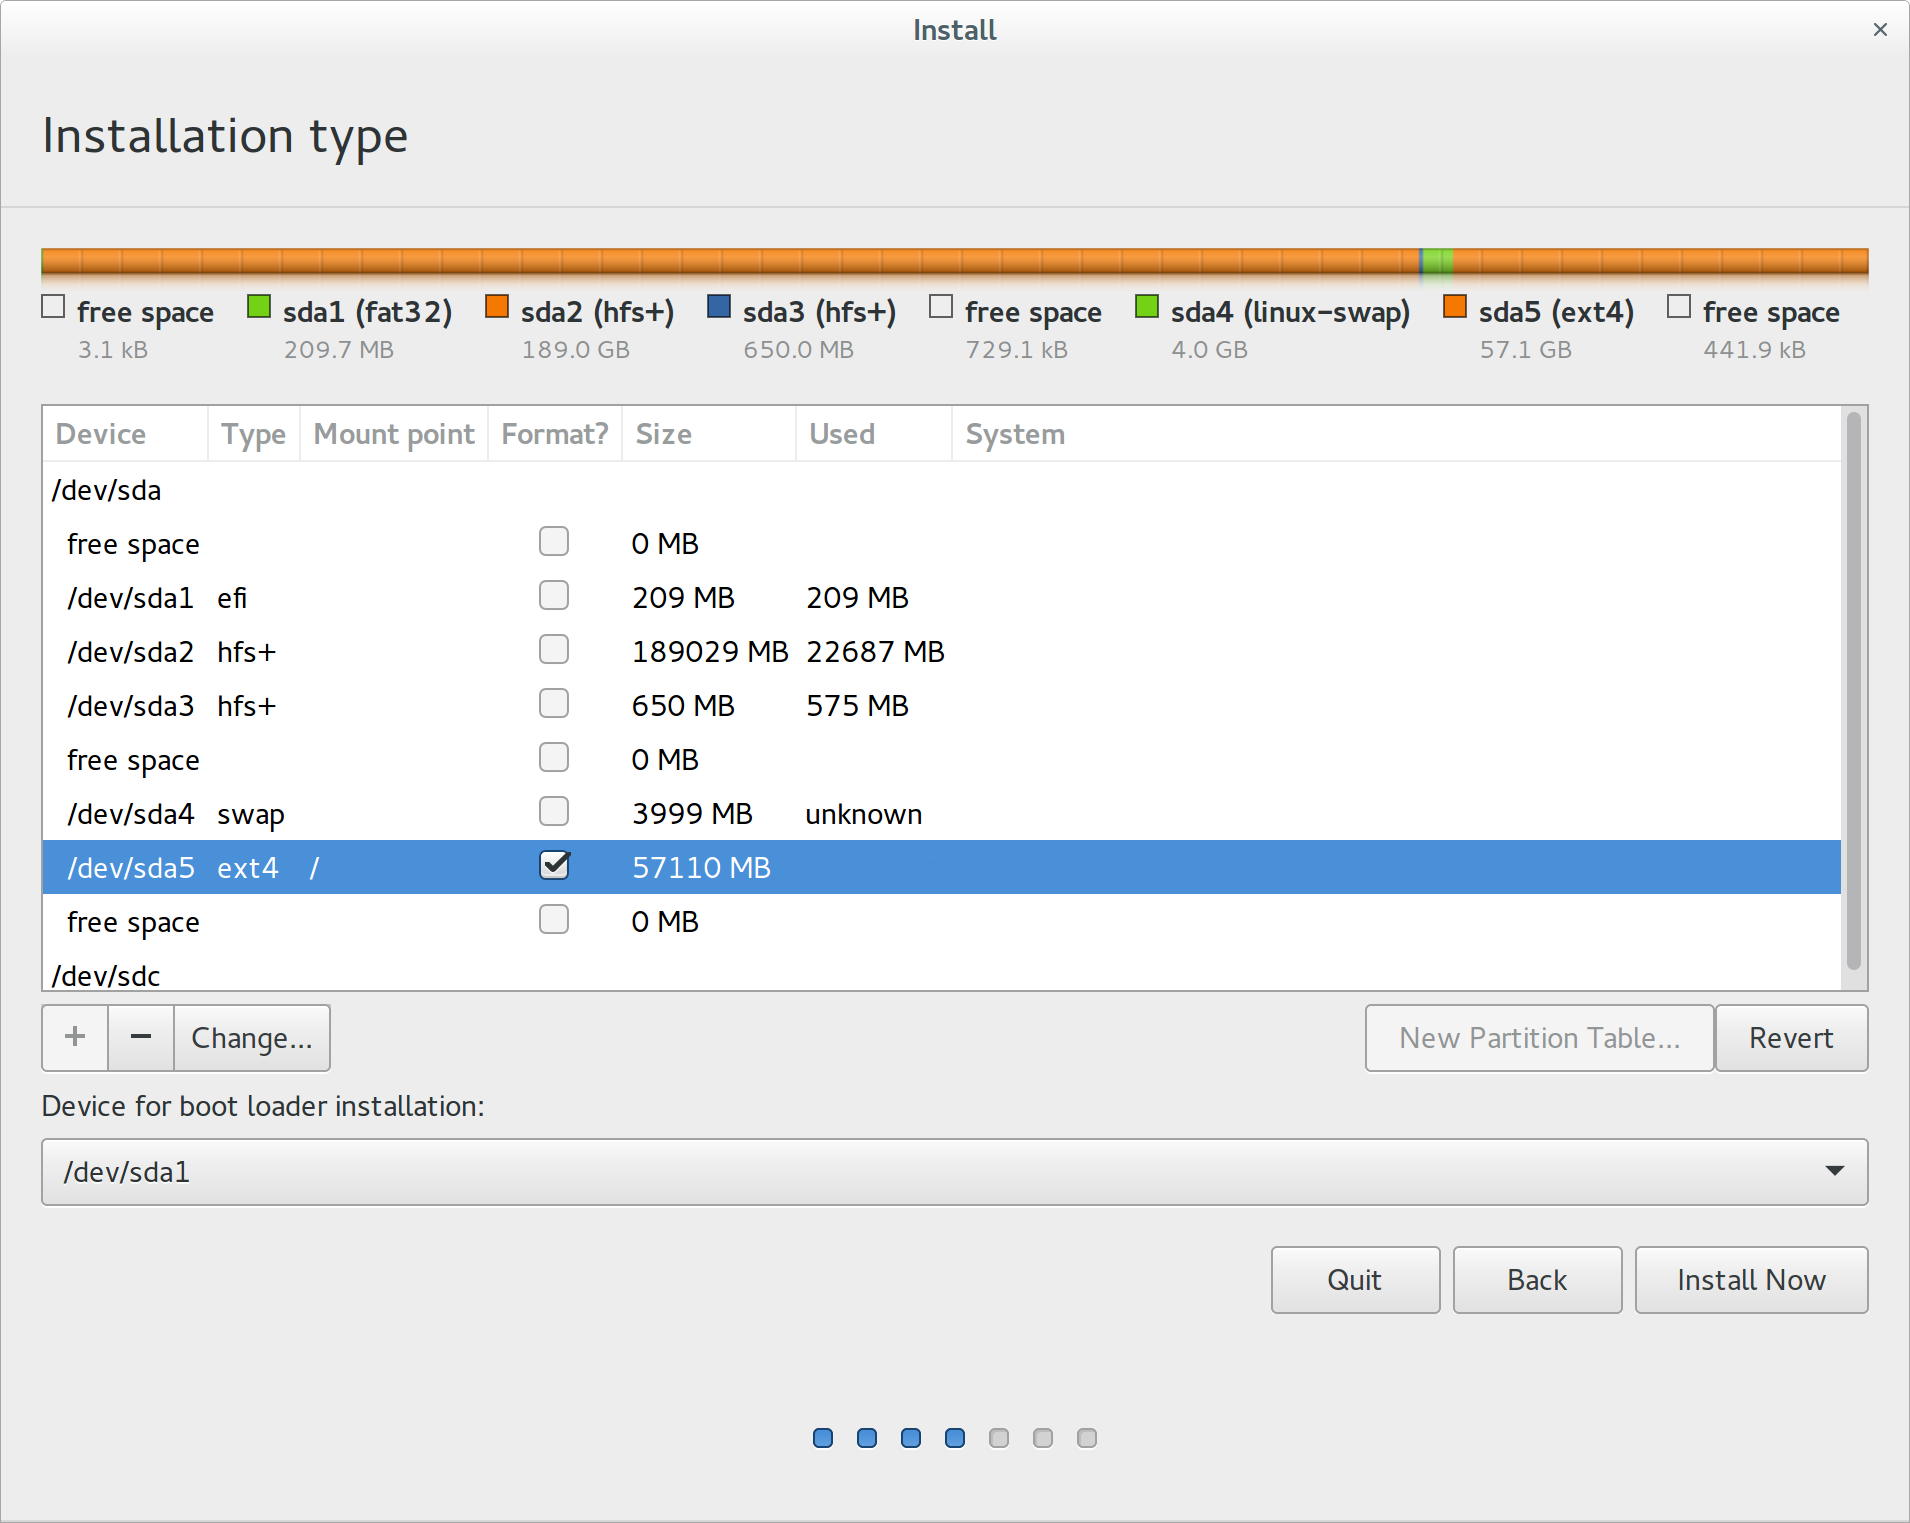 Install
Installation type
free space sda1 (fat32) sda2 (hfs+) sda3 (hfs+) free space sda4 (linux-swap) sda5 (ext4) free space
3.1 kB 209.7 MB 189.0 GB 650.0 MB 729.1 kB 4.0 GB 57.1 GB 441.9 kB
Device Type Mount point Format? Size Used System
/dev/sda
free space 0 MB
/dev/sda1 efi 209 MB 209 MB
/dev/sda2 hfs+ 189029 MB 22687 MB
/dev/sda3 hfs+ 650 MB 575 MB
free space 0 MB
/dev/sda4 swap 3999 MB unknown
/dev/sda5 ext4 / 57110 MB
free space 0 MB
/dev/sdc
+ − Change... New Partition Table... Revert
Device for boot loader installation:
/dev/sda1
Quit Back Install Now